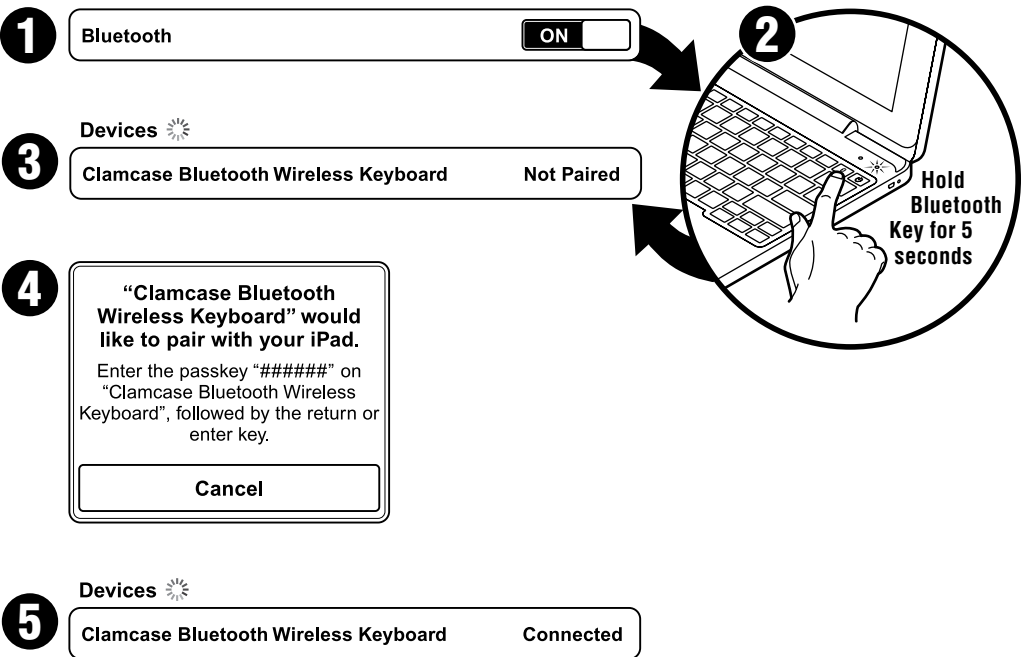 1
Bluetooth ON
2
Hold
Bluetooth
Key for 5
seconds
3
Devices
Clamcase Bluetooth Wireless Keyboard Not Paired
4
“Clamcase Bluetooth
Wireless Keyboard” would
like to pair with your iPad.
Enter the passkey “######” on
“Clamcase Bluetooth Wireless
Keyboard”, followed by the return or
enter key.
Cancel
5
Devices
Clamcase Bluetooth Wireless Keyboard Connected